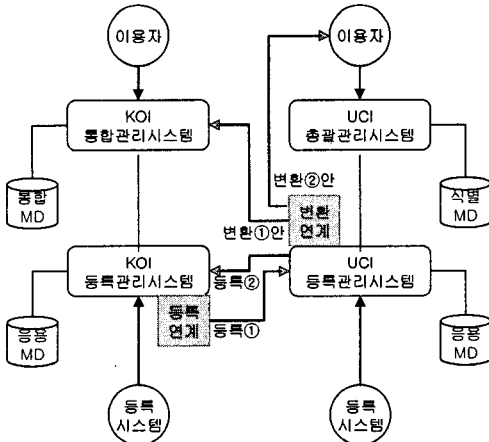 이용자
이용자
KOI
통합관리시스템
UCI
총괄관리시스템
변환②안
통합
MD
변환
연계
식별
MD
변환①안
KOI
등록관리시스템
등록②
UCI
등록관리시스템
등록
연계
등록①
응용
MD
응용
MD
등록
시스템
등록
시스템